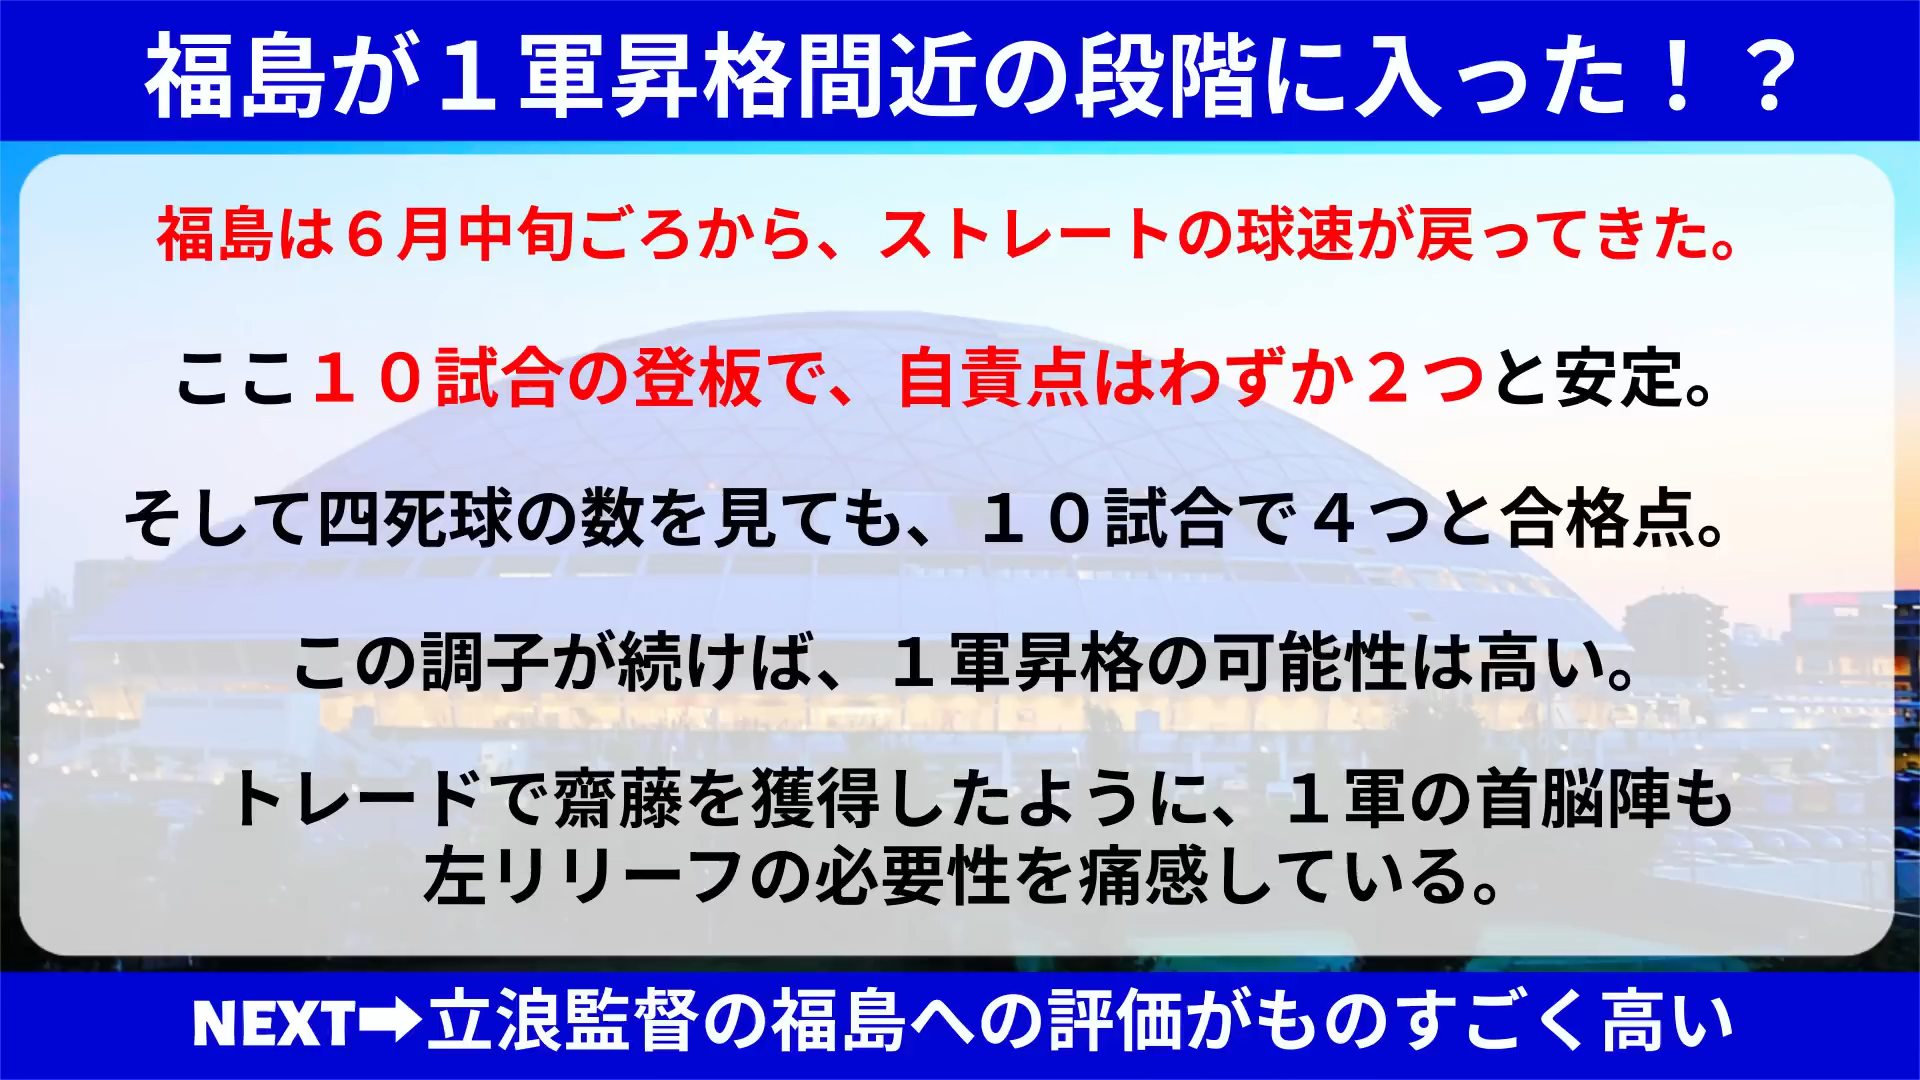 福島が１軍昇格間近の段階に入った！？
福島は６月中旬ごろから、ストレートの球速が戻ってきた。
ここ１０試合の登板で、自責点はわずか２つと安定。
そして四死球の数を見ても、１０試合で４つと合格点。
この調子が続けば、１軍昇格の可能性は高い。
トレードで齋藤を獲得したように、１軍の首脳陣も
左リリーフの必要性を痛感している。
NEXT➡立浪監督の福島への評価がものすごく高い